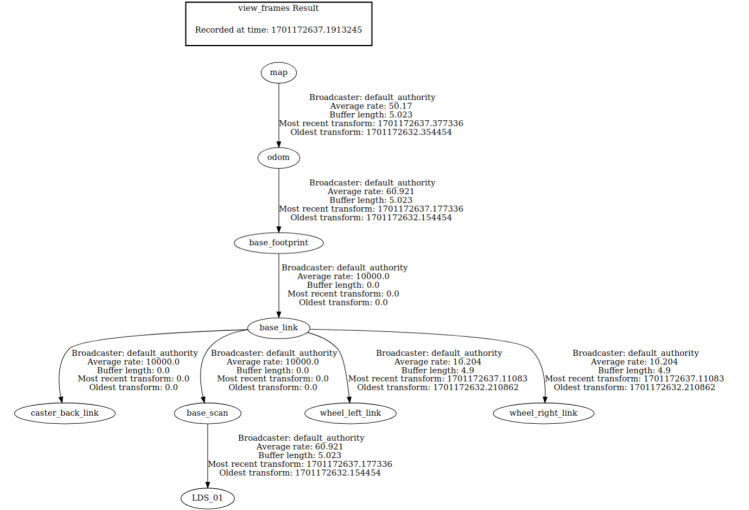 view_frames Result
Recorded at time: 1701172637.1913245
map
Broadcaster: default_authority
Average rate: 50.17
Buffer length: 5.023
Most recent transform: 1701172637.377336
Oldest transform: 1701172632.354454
odom
Broadcaster: default_authority
Average rate: 60.921
Buffer length: 5.023
Most recent transform: 1701172637.177336
Oldest transform: 1701172632.154454
base_footprint
Broadcaster: default_authority
Average rate: 10000.0
Buffer length: 0.0
Most recent transform: 0.0
Oldest transform: 0.0
base_link
Broadcaster: default_authority
Average rate: 10000.0
Buffer length: 0.0
Most recent transform: 0.0
Oldest transform: 0.0
Broadcaster: default_authority
Average rate: 10000.0
Buffer length: 0.0
Most recent transform: 0.0
Oldest transform: 0.0
Broadcaster: default_authority
Average rate: 10.204
Buffer length: 4.9
Most recent transform: 1701172637.11083
Oldest transform: 1701172632.210862
Broadcaster: default_authority
Average rate: 10.204
Buffer length: 4.9
Most recent transform: 1701172637.11083
Oldest transform: 1701172632.210862
caster_back_link
base_scan
wheel_left_link
wheel_right_link
Broadcaster: default_authority
Average rate: 60.921
Buffer length: 5.023
Most recent transform: 1701172637.177336
Oldest transform: 1701172632.154454
LDS_01